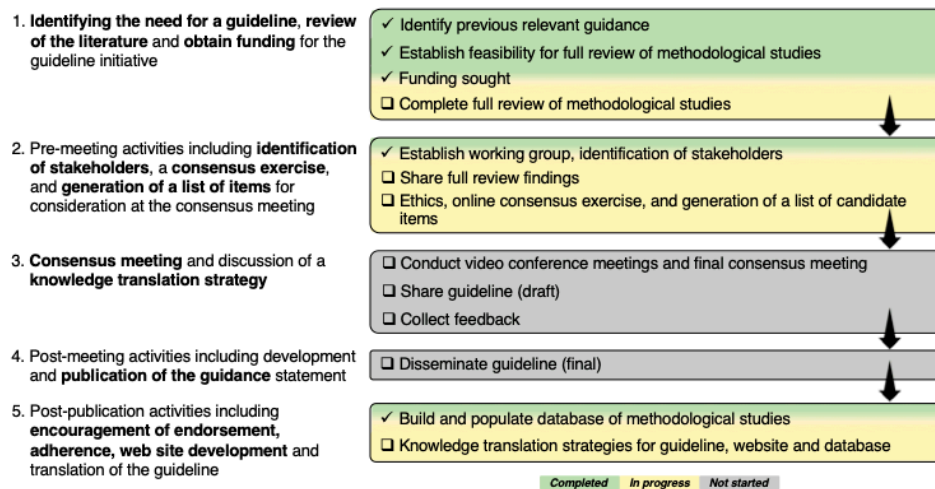 1. Identifying the need for a guideline, review
of the literature and obtain funding for the
guideline initiative
✓ Identify previous relevant guidance
✓ Establish feasibility for full review of methodological studies
✓ Funding sought
❑ Complete full review of methodological studies
2. Pre-meeting activities including identification
of stakeholders, a consensus exercise,
and generation of a list of items for
consideration at the consensus meeting
✓ Establish working group, identification of stakeholders
❑ Share full review findings
❑ Ethics, online consensus exercise, and generation of a list of candidate
items
3. Consensus meeting and discussion of a
knowledge translation strategy
❑ Conduct video conference meetings and final consensus meeting
❑ Share guideline (draft)
❑ Collect feedback
4. Post-meeting activities including development
and publication of the guidance statement
❑ Disseminate guideline (final)
5. Post-publication activities including
encouragement of endorsement,
adherence, web site development and
translation of the guideline
✓ Build and populate database of methodological studies
❑ Knowledge translation strategies for guideline, website and database
Completed In progress Not started